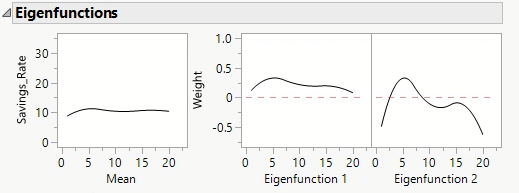 Eigenfunctions
Savings_Rate
30
20
10
0
0 5 10 15 20
Mean
Weight
1.0
0.5
0
-0.5
0 5 10 15 20
Eigenfunction 1
0 5 10 15 20
Eigenfunction 2